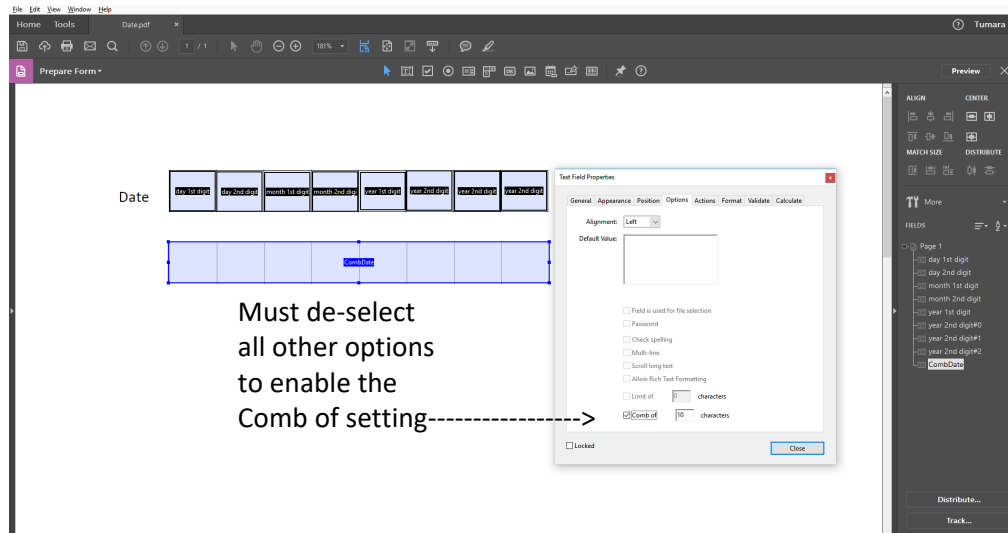 File Edit View Window Help
Home Tools Date.pdf × Tumara
1 / 1 181%
Prepare Form Preview
ALIGN CENTER
MATCH SIZE DISTRIBUTE
More
FIELDS
Page 1
day 1st digit
day 2nd digit
month 1st digit
month 2nd digit
year 1st digit
year 2nd digit#0
year 2nd digit#1
year 2nd digit#2
CombDate
Distribute...
Track...
Date day 1st digit day 2nd digit month 1st digit month 2nd digi year 1st digit year 2nd digit year 2nd digit year 2nd digit
CombDate
Must de-select
all other options
to enable the
Comb of setting---------------->
Text Field Properties
General Appearance Position Options Actions Format Validate Calculate
Alignment: Left
Default Value:
Field is used for file selection
Password
Check spelling
Multi-line
Scroll long text
Allow Rich Text Formatting
Limit of 0 characters
Comb of 10 characters
Locked Close